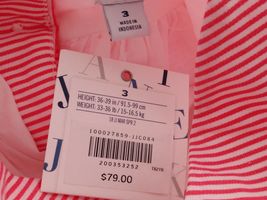 3
MADE IN
INDONESIA
J A N I E
J A C K
3
HEIGHT: 36-39 in / 91.5-99 cm
WEIGHT: 33-36 lb / 15-16.5 kg
100027859-JJC084
200353252
$79.00